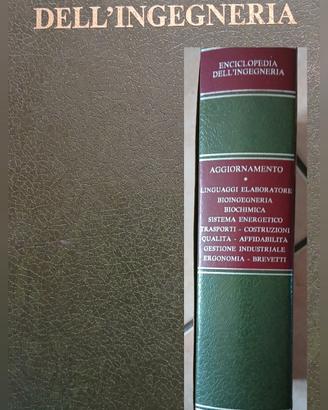 DELL'INGEGNERIA
ENCICLOPEDIA
DELL'INGEGNERIA
AGGIORNAMENTO
LINGUAGGI ELABORATORE
BIOINGEGNERIA
BIOCHIMICA
SISTEMA ENERGETICO
TRASPORTI - COSTRUZIONI
QUALITÀ - AFFIDABILITÀ
GESTIONE INDUSTRIALE
ERGONOMIA - BREVETTI